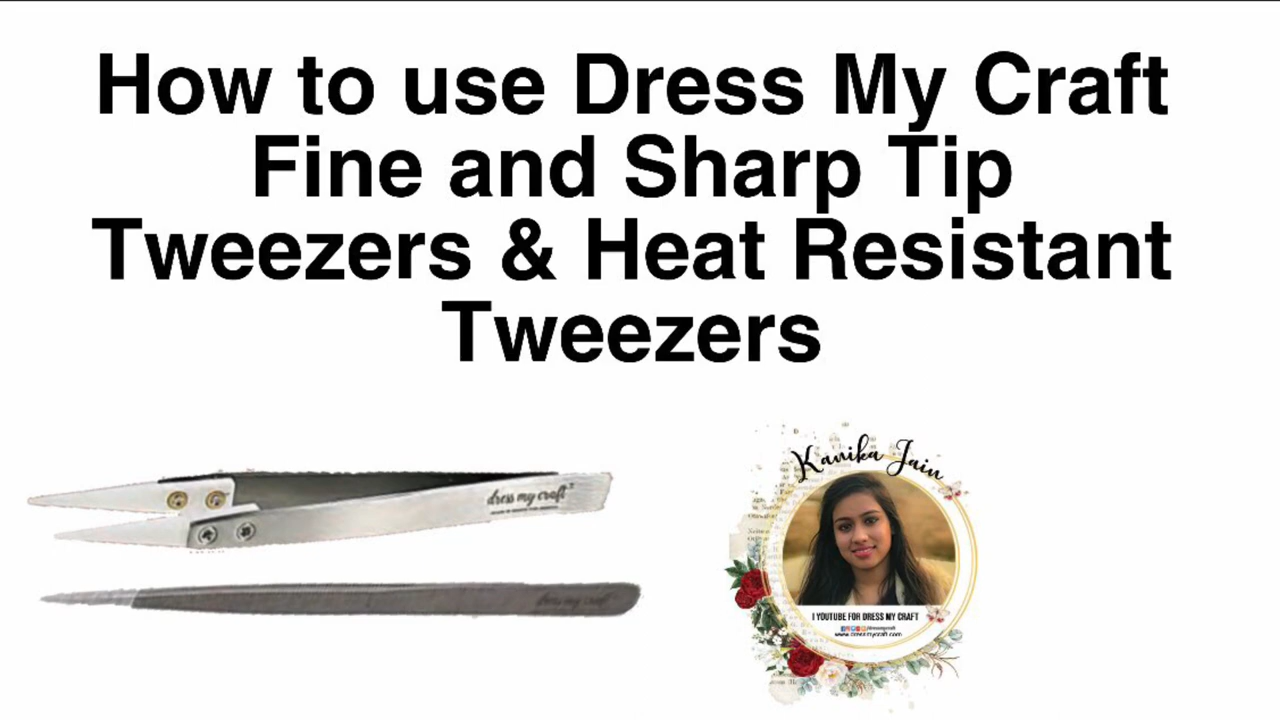 How to use Dress My Craft
Fine and Sharp Tip
Tweezers & Heat Resistant
Tweezers
Kanika Jain
dress my craft
dress my craft
I YOUTUBE FOR DRESS MY CRAFT
www.dressmycraft.com